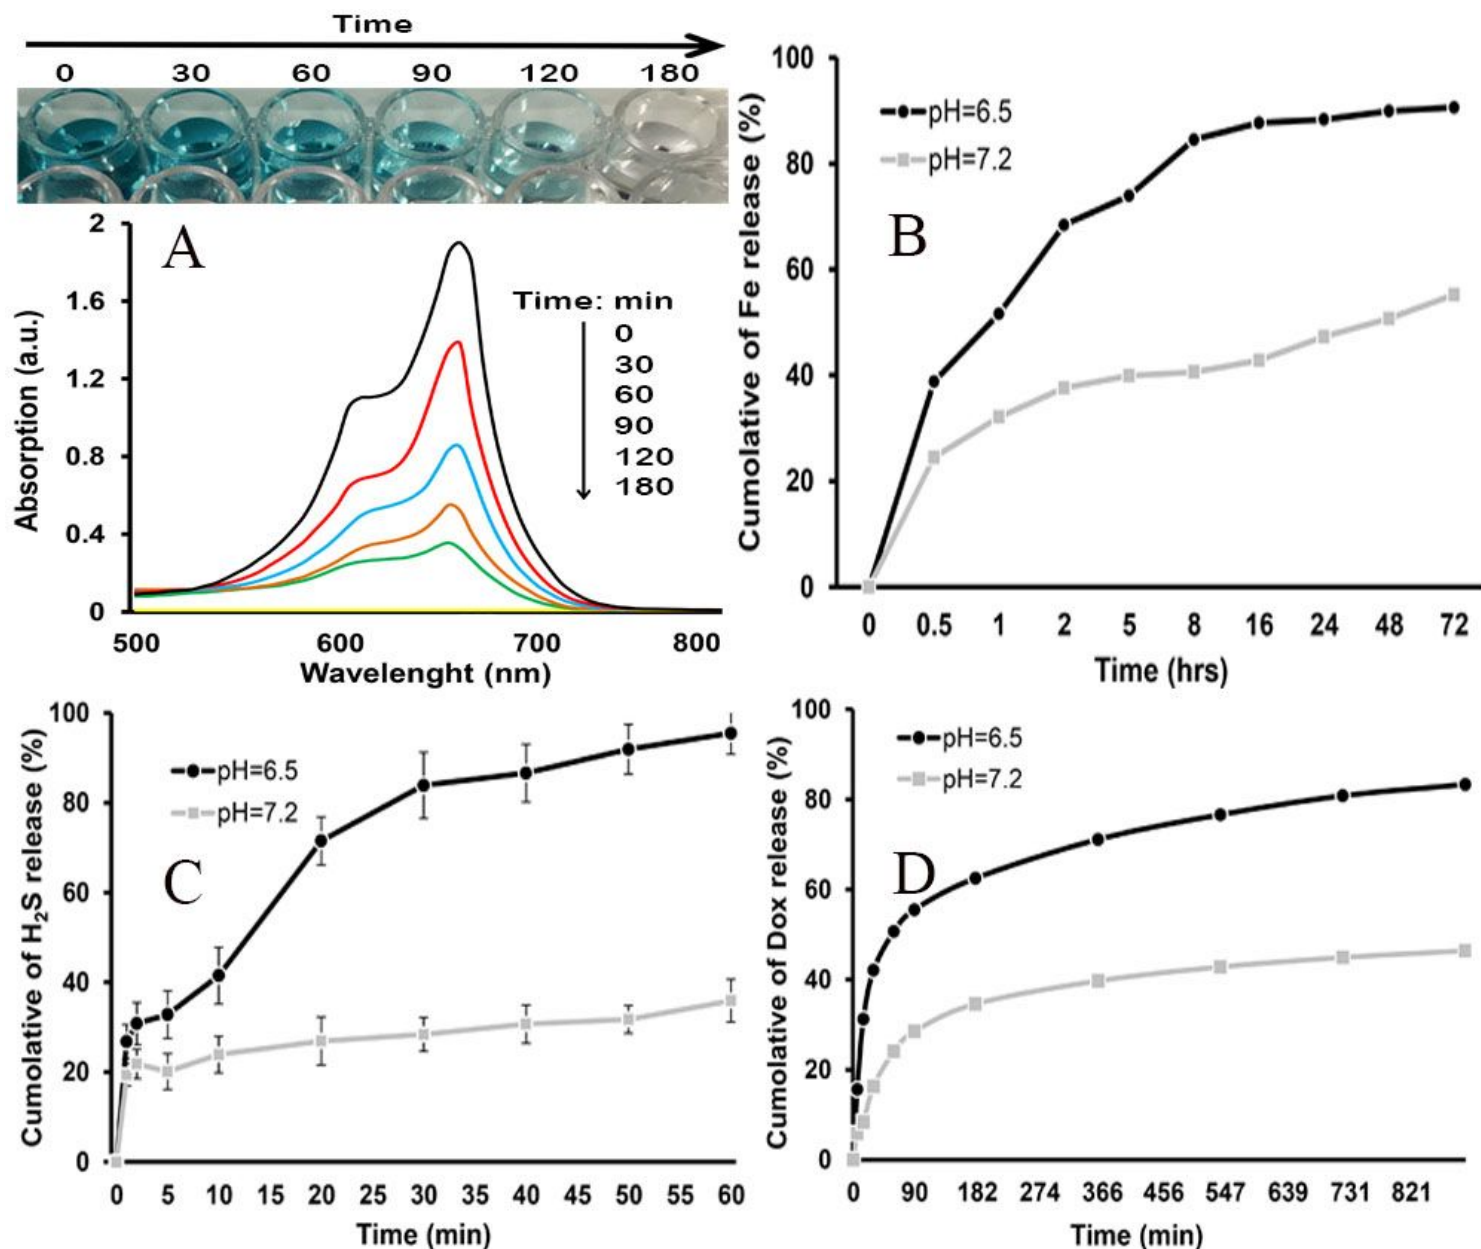 Time
0 30 60 90 120 180
A
2
1.6
1.2
0.8
0.4
0
Absorption (a.u.)
Time: min
0
30
60
90
120
180
500 600 700 800
Wavelenght (nm)
B
100
80
60
40
20
0
Cumolative of Fe release (%)
pH=6.5
pH=7.2
0 0.5 1 2 5 8 16 24 48 72
Time (hrs)
C
100
80
60
40
20
0
Cumolative of H₂S release (%)
pH=6.5
pH=7.2
0 5 10 15 20 25 30 35 40 45 50 55 60
Time (min)
D
100
80
60
40
20
0
Cumolative of Dox release (%)
pH=6.5
pH=7.2
0 90 182 274 366 456 547 639 731 821
Time (min)